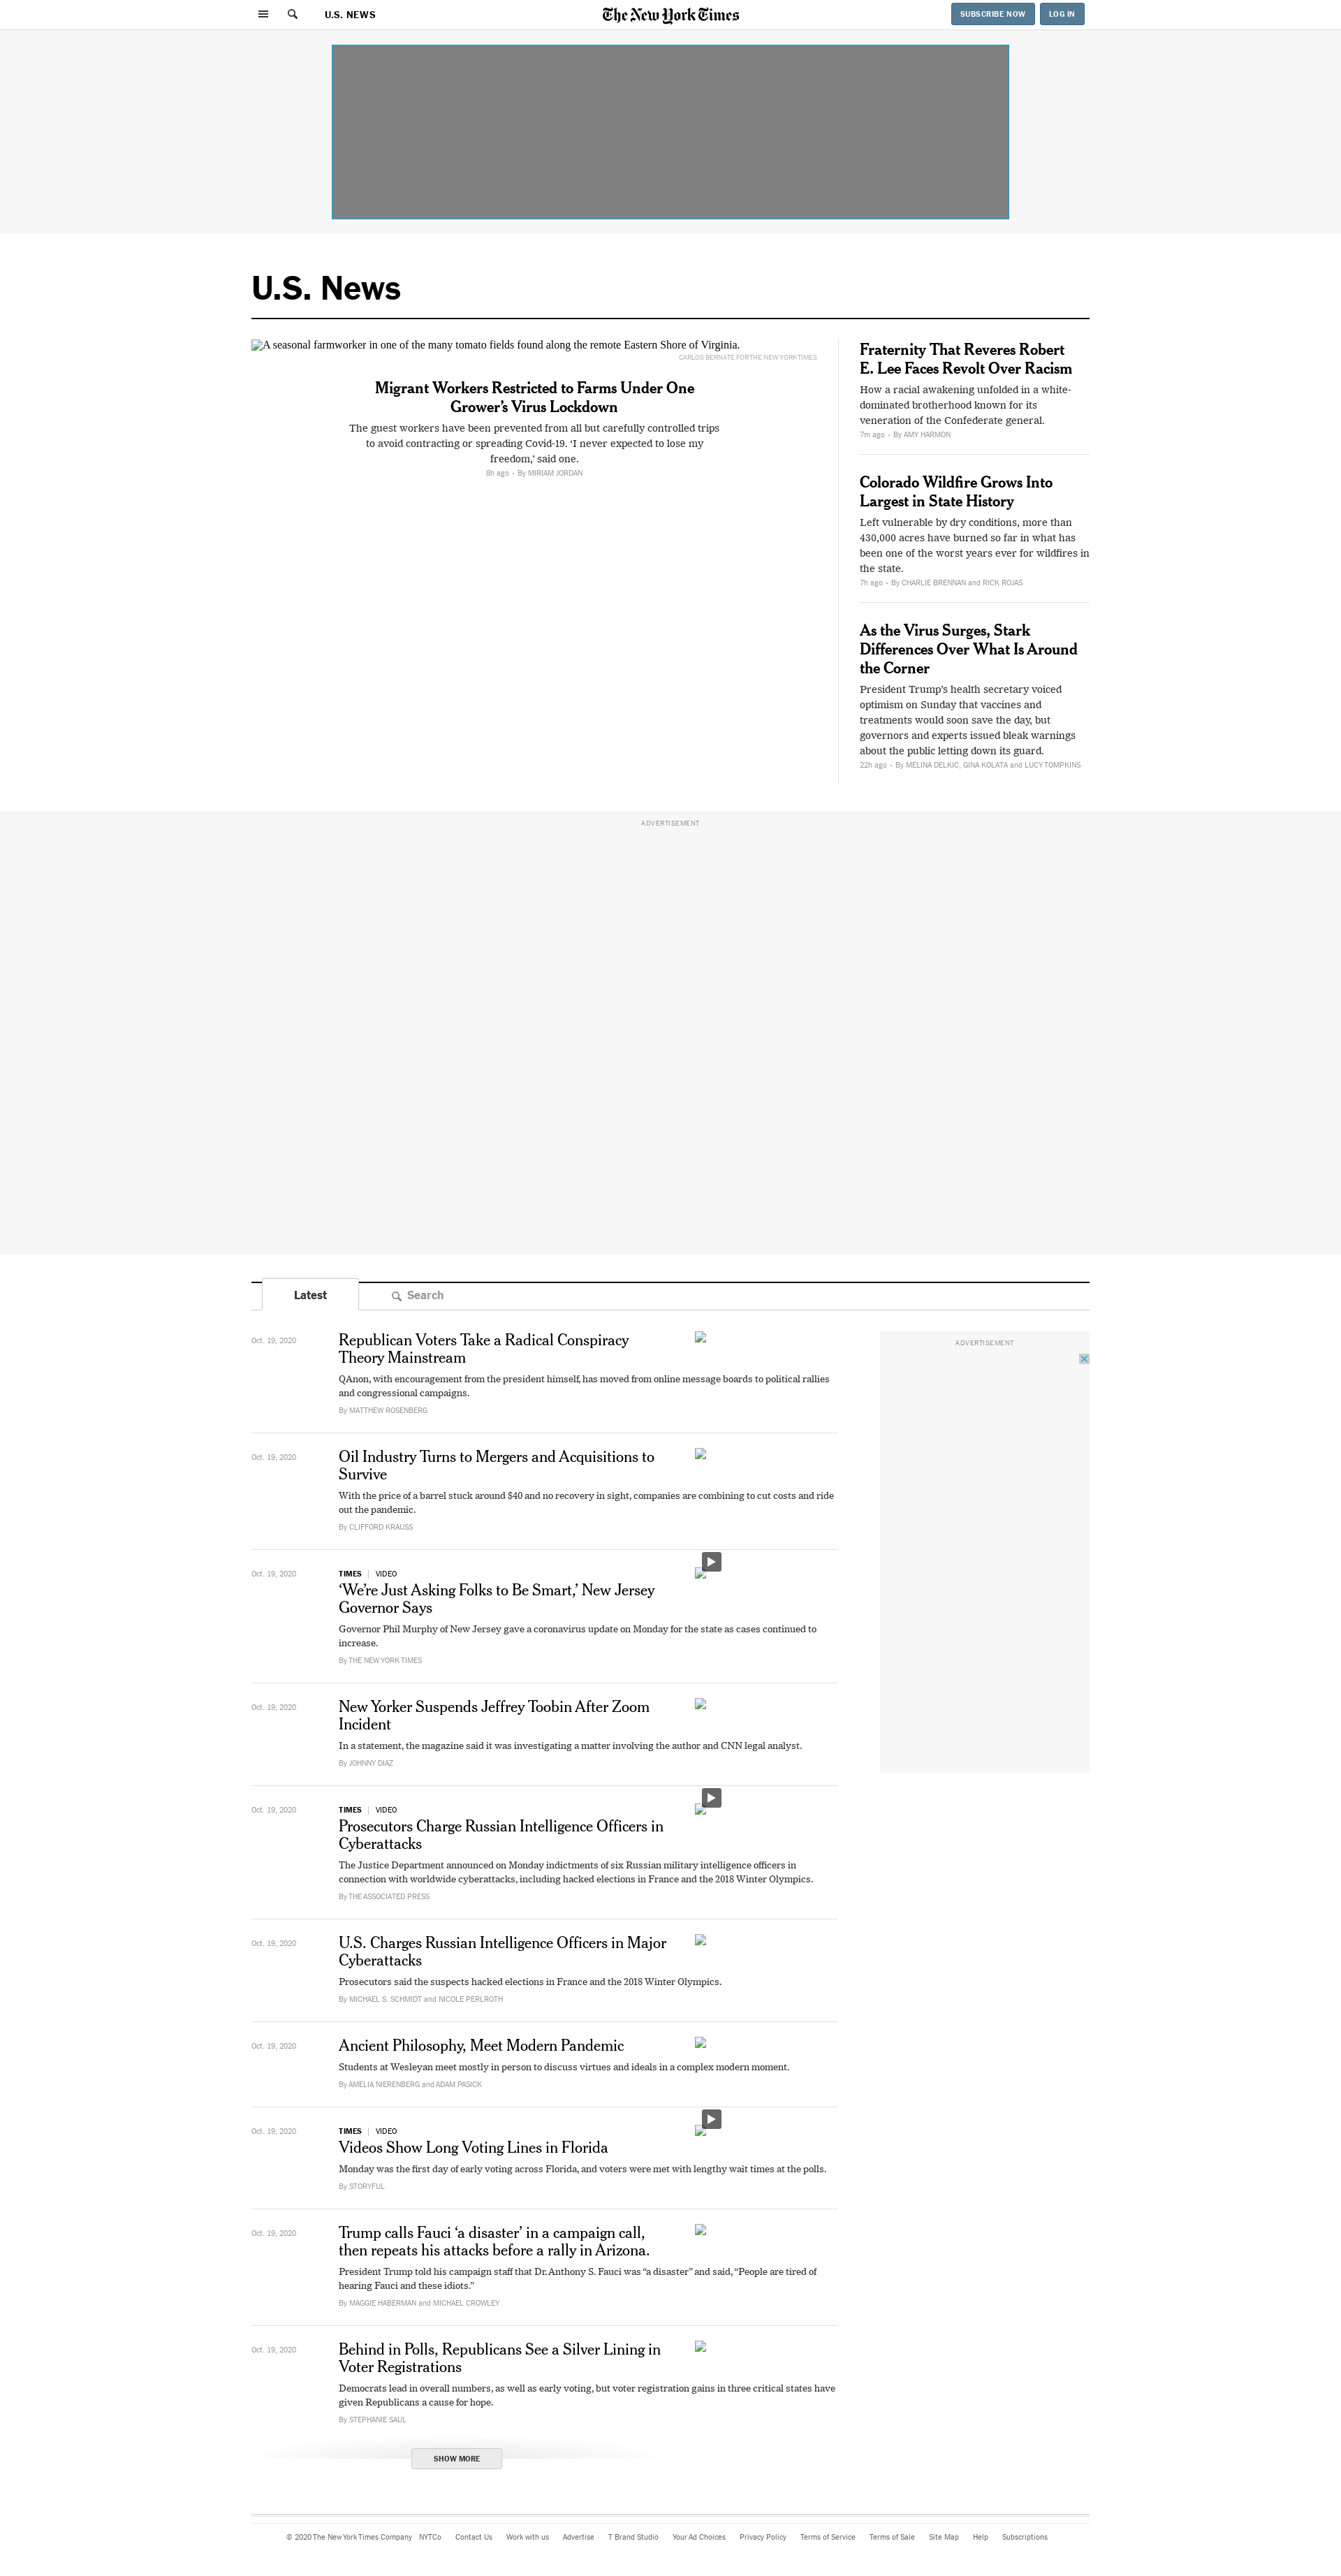 U.S. NEWS
The New York Times
SUBSCRIBE NOW
LOG IN
U.S. News
A seasonal farmworker in one of the many tomato fields found along the remote Eastern Shore of Virginia.
CARLOS BERNATE FOR THE NEW YORK TIMES
Migrant Workers Restricted to Farms Under One
Grower’s Virus Lockdown
The guest workers have been prevented from all but carefully controlled trips
to avoid contracting or spreading Covid-19. ‘I never expected to lose my
freedom,’ said one.
8h ago • By MIRIAM JORDAN
Fraternity That Reveres Robert
E. Lee Faces Revolt Over Racism
How a racial awakening unfolded in a white-
dominated brotherhood known for its
veneration of the Confederate general.
7m ago • By AMY HARMON
Colorado Wildfire Grows Into
Largest in State History
Left vulnerable by dry conditions, more than
430,000 acres have burned so far in what has
been one of the worst years ever for wildfires in
the state.
7h ago • By CHARLIE BRENNAN and RICK ROJAS
As the Virus Surges, Stark
Differences Over What Is Around
the Corner
President Trump’s health secretary voiced
optimism on Sunday that vaccines and
treatments would soon save the day, but
governors and experts issued bleak warnings
about the public letting down its guard.
22h ago • By MELINA DELKIC, GINA KOLATA and LUCY TOMPKINS
ADVERTISEMENT
Latest
Search
Oct. 19, 2020
Republican Voters Take a Radical Conspiracy
Theory Mainstream
QAnon, with encouragement from the president himself, has moved from online message boards to political rallies
and congressional campaigns.
By MATTHEW ROSENBERG
ADVERTISEMENT
Oct. 19, 2020
Oil Industry Turns to Mergers and Acquisitions to
Survive
With the price of a barrel stuck around $40 and no recovery in sight, companies are combining to cut costs and ride
out the pandemic.
By CLIFFORD KRAUSS
Oct. 19, 2020
TIMES | VIDEO
‘We’re Just Asking Folks to Be Smart,’ New Jersey
Governor Says
Governor Phil Murphy of New Jersey gave a coronavirus update on Monday for the state as cases continued to
increase.
By THE NEW YORK TIMES
Oct. 19, 2020
New Yorker Suspends Jeffrey Toobin After Zoom
Incident
In a statement, the magazine said it was investigating a matter involving the author and CNN legal analyst.
By JOHNNY DIAZ
Oct. 19, 2020
TIMES | VIDEO
Prosecutors Charge Russian Intelligence Officers in
Cyberattacks
The Justice Department announced on Monday indictments of six Russian military intelligence officers in
connection with worldwide cyberattacks, including hacked elections in France and the 2018 Winter Olympics.
By THE ASSOCIATED PRESS
Oct. 19, 2020
U.S. Charges Russian Intelligence Officers in Major
Cyberattacks
Prosecutors said the suspects hacked elections in France and the 2018 Winter Olympics.
By MICHAEL S. SCHMIDT and NICOLE PERLROTH
Oct. 19, 2020
Ancient Philosophy, Meet Modern Pandemic
Students at Wesleyan meet mostly in person to discuss virtues and ideals in a complex modern moment.
By AMELIA NIERENBERG and ADAM PASICK
Oct. 19, 2020
TIMES | VIDEO
Videos Show Long Voting Lines in Florida
Monday was the first day of early voting across Florida, and voters were met with lengthy wait times at the polls.
By STORYFUL
Oct. 19, 2020
Trump calls Fauci ‘a disaster’ in a campaign call,
then repeats his attacks before a rally in Arizona.
President Trump told his campaign staff that Dr. Anthony S. Fauci was “a disaster” and said, “People are tired of
hearing Fauci and these idiots.”
By MAGGIE HABERMAN and MICHAEL CROWLEY
Oct. 19, 2020
Behind in Polls, Republicans See a Silver Lining in
Voter Registrations
Democrats lead in overall numbers, as well as early voting, but voter registration gains in three critical states have
given Republicans a cause for hope.
By STEPHANIE SAUL
SHOW MORE
© 2020 The New York Times Company NYTCo Contact Us Work with us Advertise T Brand Studio Your Ad Choices Privacy Policy Terms of Service Terms of Sale Site Map Help Subscriptions